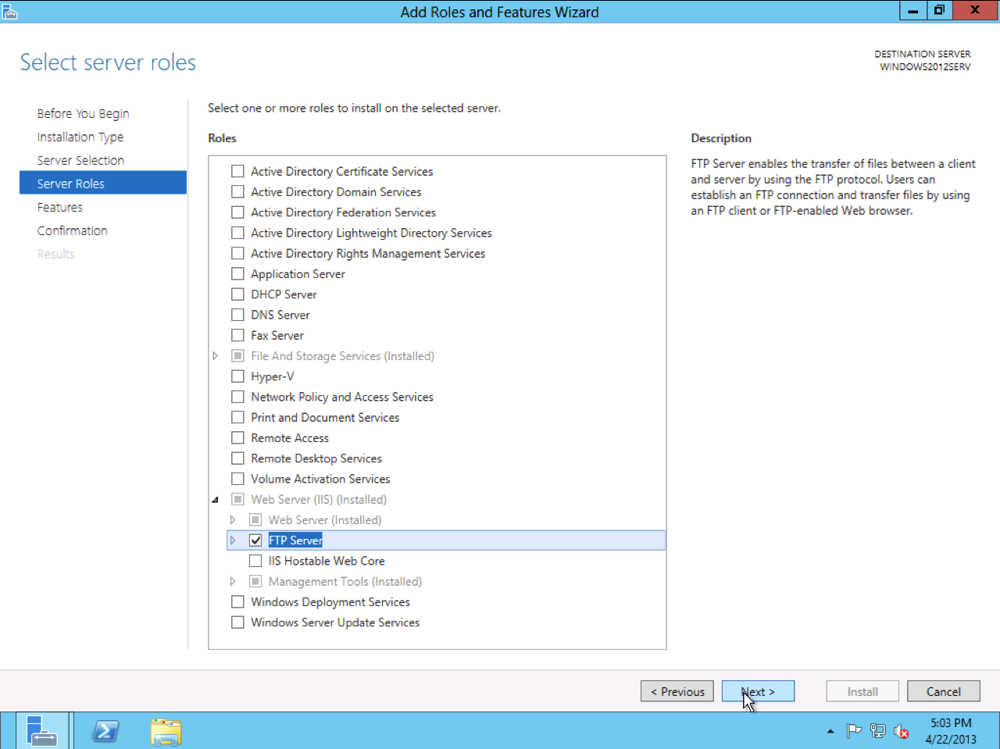 Add Roles and Features Wizard
Select server roles
DESTINATION SERVER
WINDOWS2012SERV
Before You Begin
Installation Type
Server Selection
Server Roles
Features
Confirmation
Results
Select one or more roles to install on the selected server.
Roles
Active Directory Certificate Services
Active Directory Domain Services
Active Directory Federation Services
Active Directory Lightweight Directory Services
Active Directory Rights Management Services
Application Server
DHCP Server
DNS Server
Fax Server
File And Storage Services (Installed)
Hyper-V
Network Policy and Access Services
Print and Document Services
Remote Access
Remote Desktop Services
Volume Activation Services
Web Server (IIS) (Installed)
Web Server (Installed)
FTP Server
IIS Hostable Web Core
Management Tools (Installed)
Windows Deployment Services
Windows Server Update Services
Description
FTP Server enables the transfer of files between a client
and server by using the FTP protocol. Users can
establish an FTP connection and transfer files by using
an FTP client or FTP-enabled Web browser.
< Previous
Next >
Install
Cancel
5:03 PM
4/22/2013